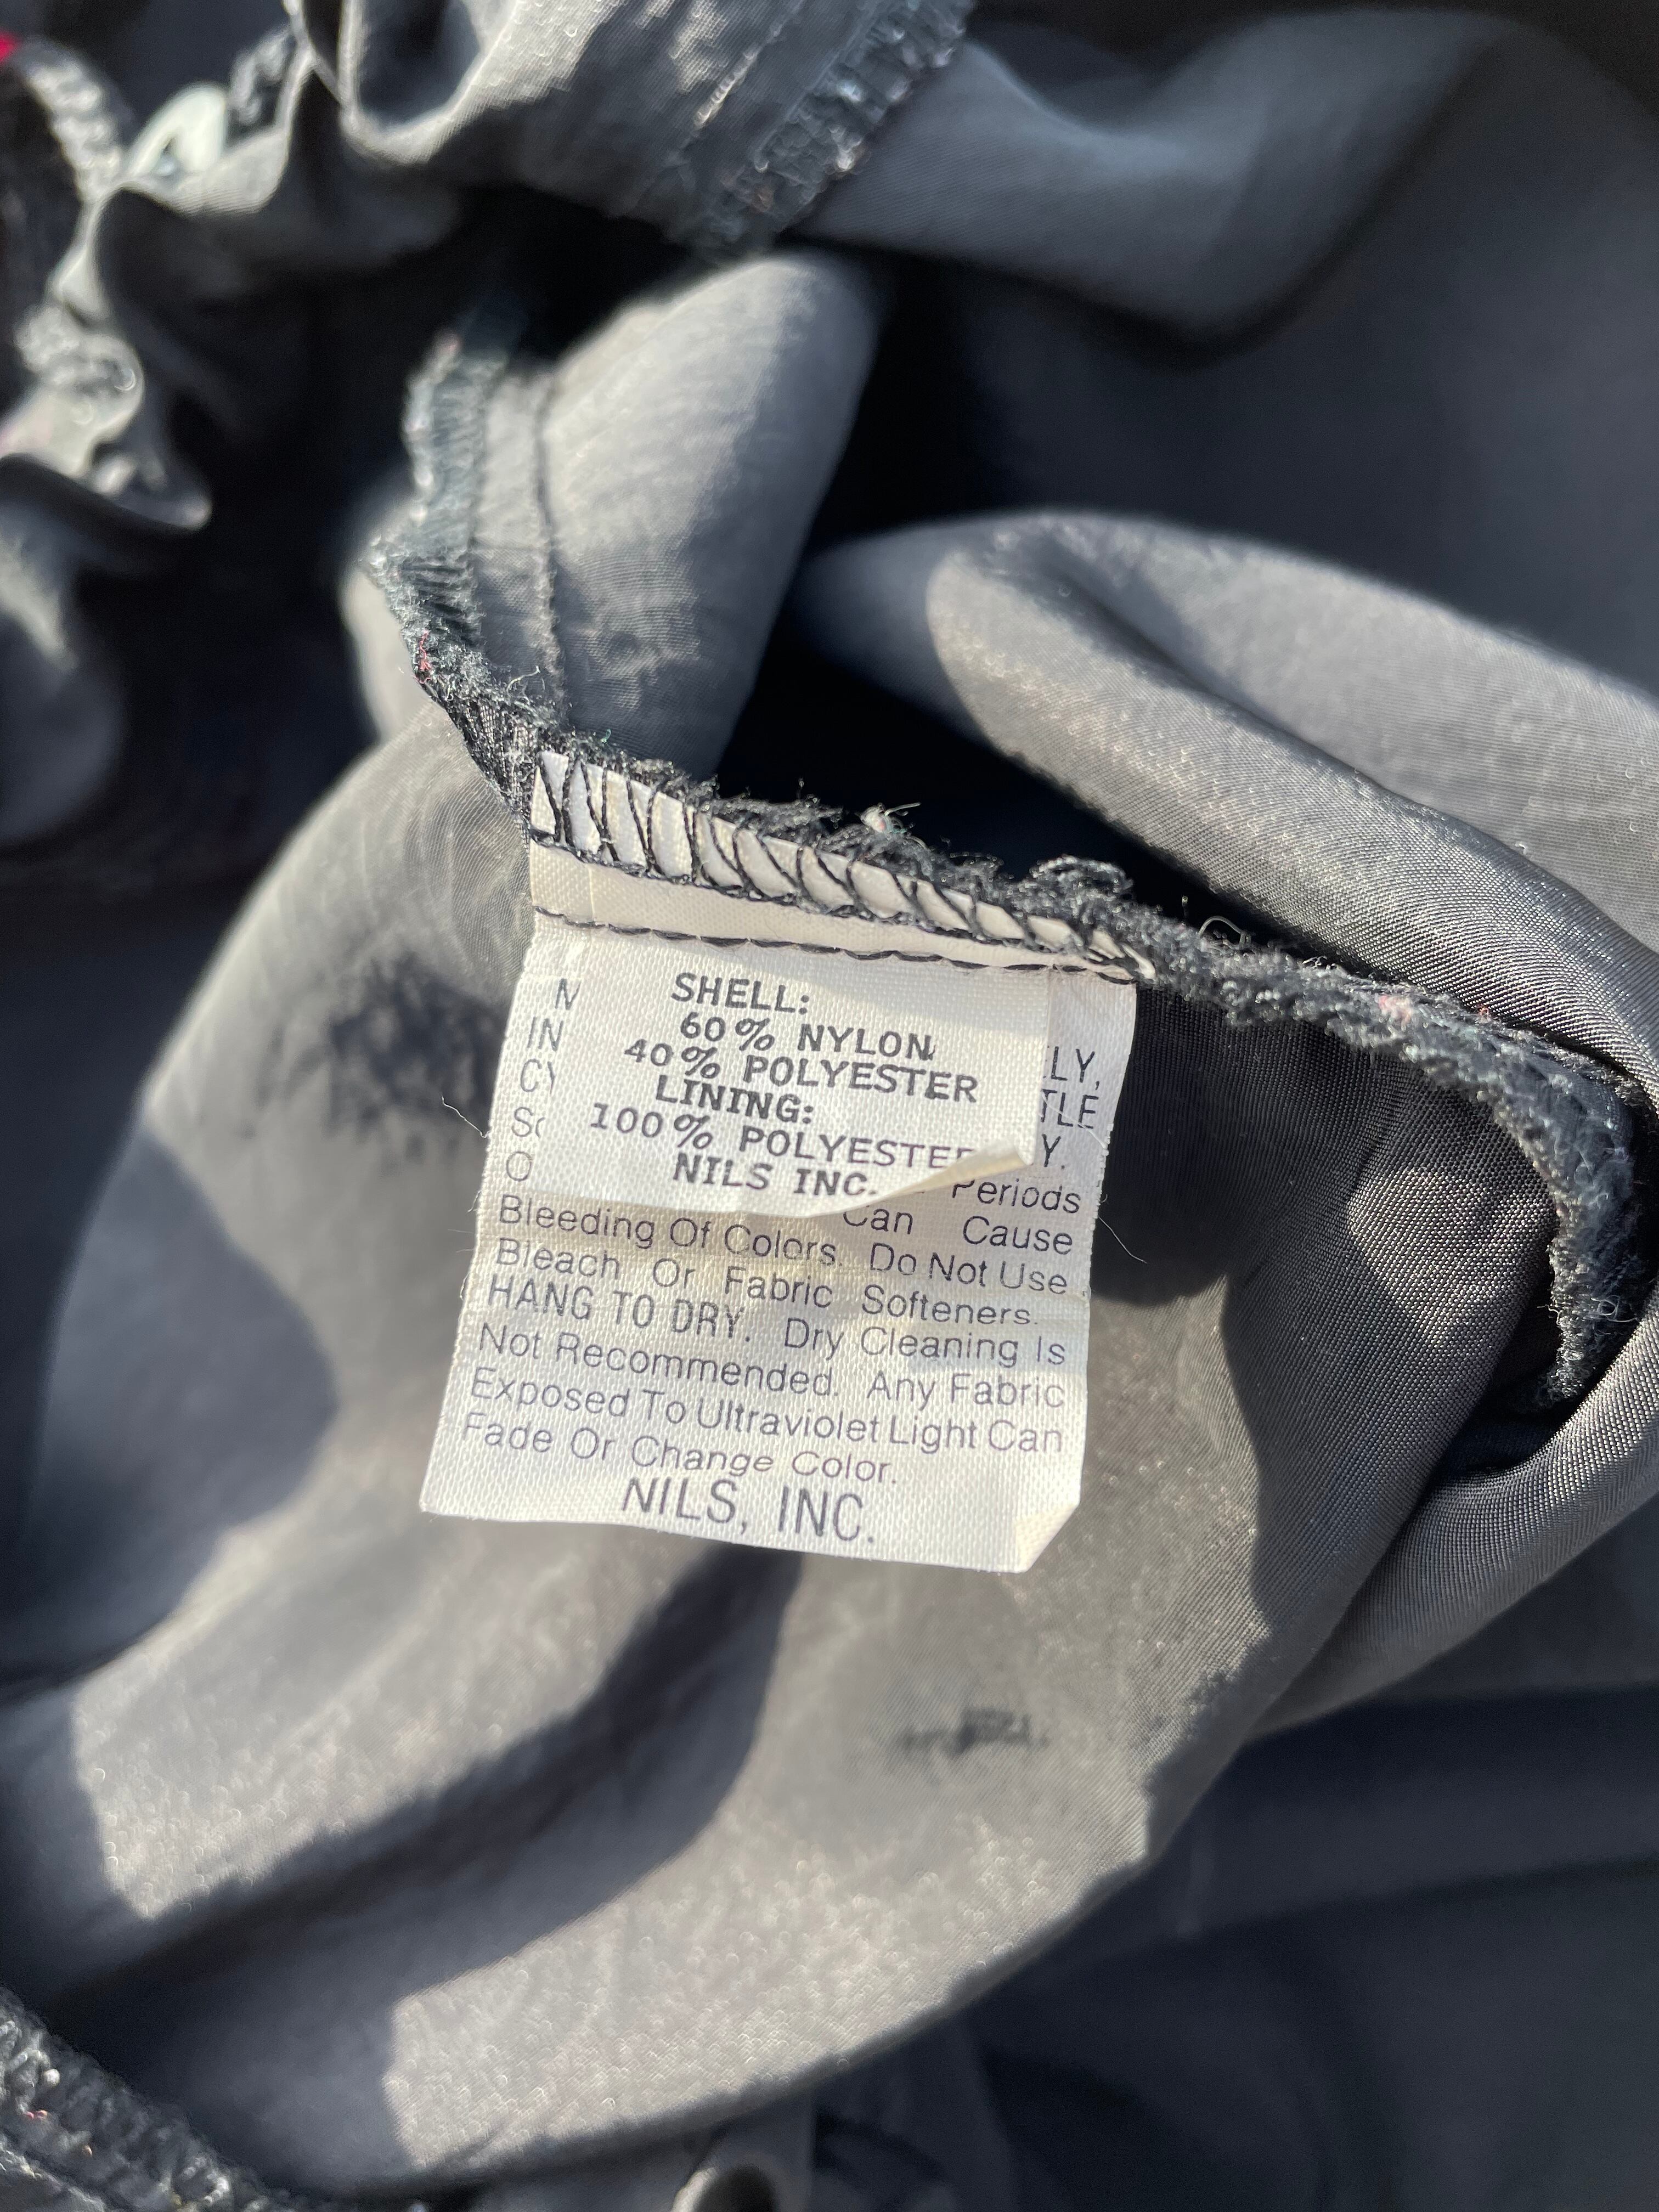 SHELL:
60% NYLON
40% POLYESTER
LINING:
100% POLYESTER
NILS INC.
Periods
Can Cause
Bleeding Of Colors. Do Not Use
Bleach Or Fabric Softeners.
HANG TO DRY. Dry Cleaning Is
Not Recommended. Any Fabric
Exposed To Ultraviolet Light Can
Fade Or Change Color.
NILS, INC.